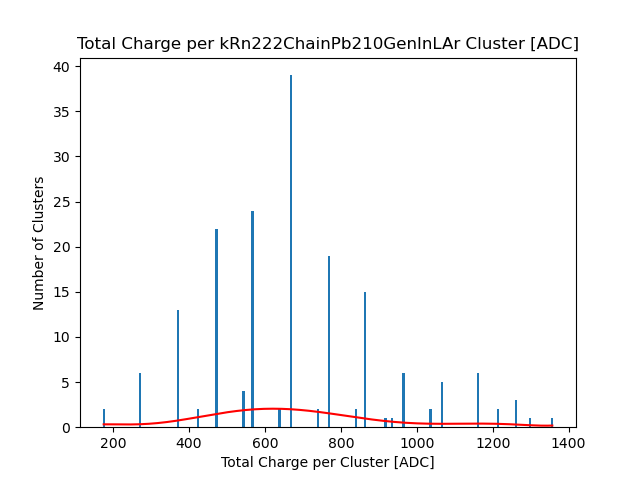 Total Charge per kRn222ChainPb210GenInLAr Cluster [ADC]
40
35
30
25
20
15
10
5
0
Number of Clusters
200 400 600 800 1000 1200 1400
Total Charge per Cluster [ADC]